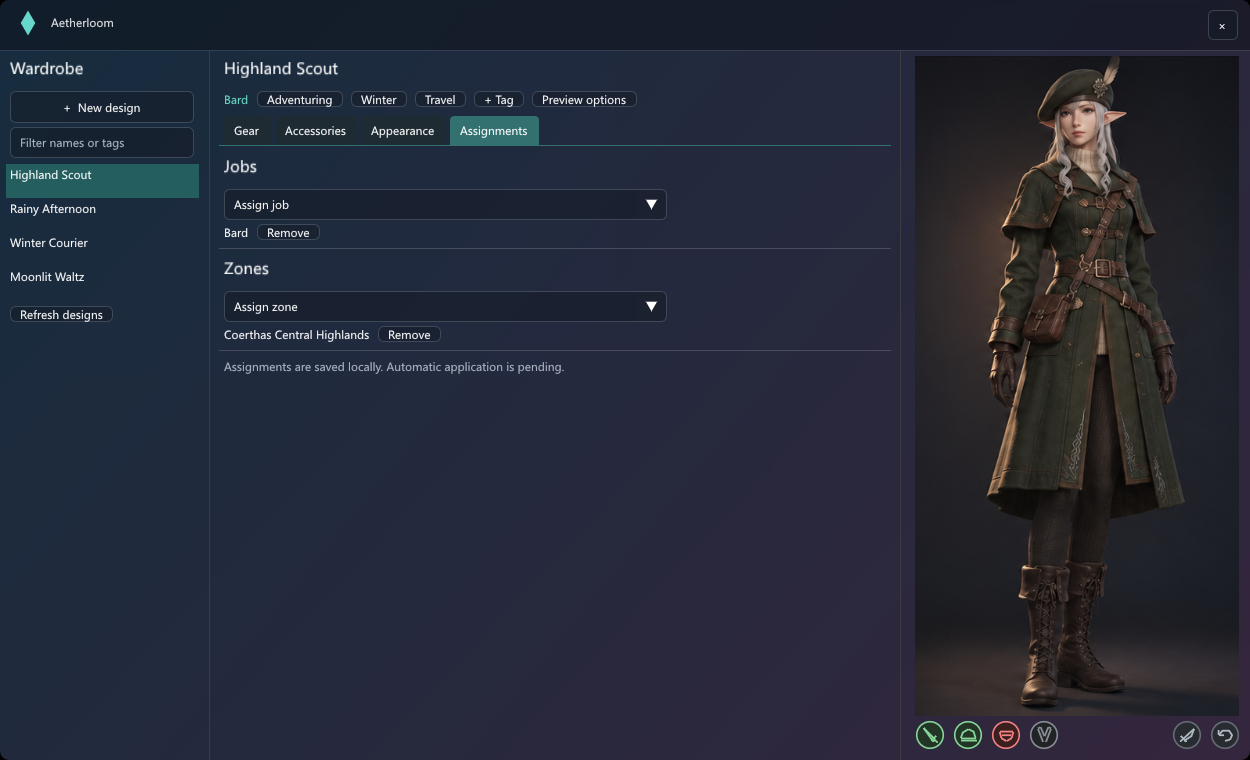 Aetherloom
×
Wardrobe
+ New design
Filter names or tags
Highland Scout
Rainy Afternoon
Winter Courier
Moonlit Waltz
Refresh designs
Highland Scout
Bard Adventuring Winter Travel + Tag Preview options
Gear Accessories Appearance Assignments
Jobs
Assign job
Bard Remove
Zones
Assign zone
Coerthas Central Highlands Remove
Assignments are saved locally. Automatic application is pending.